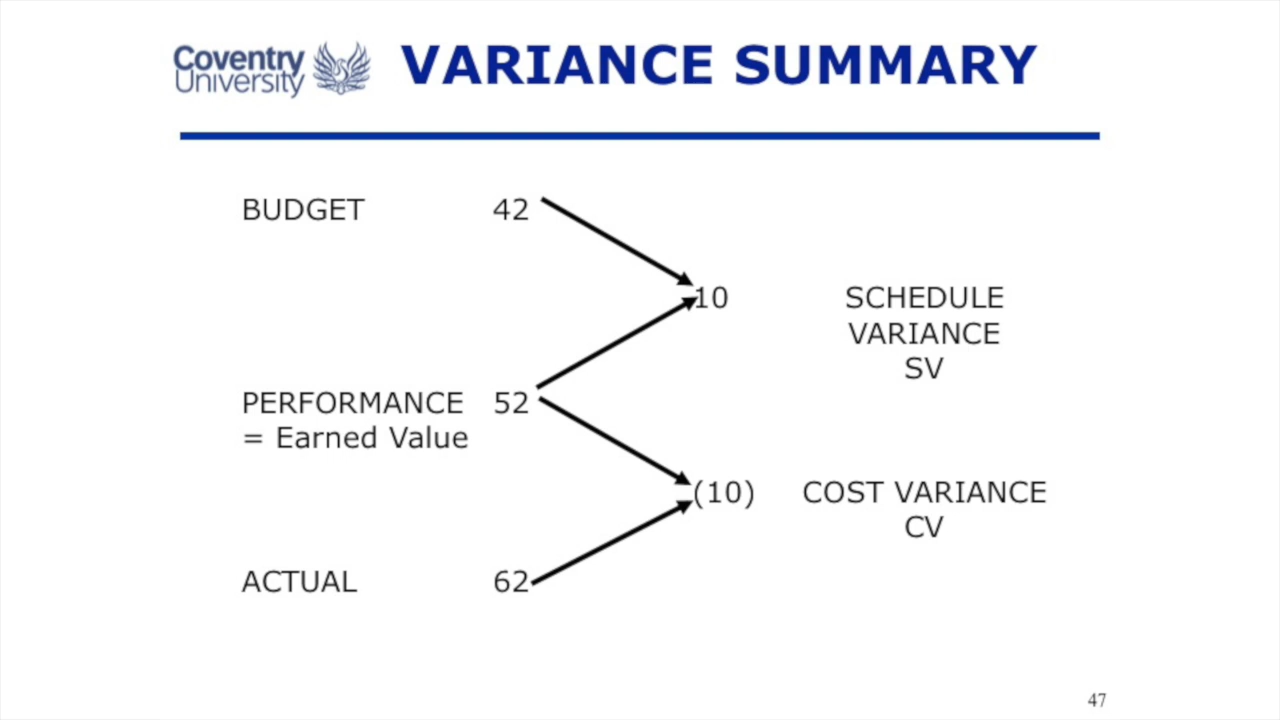 Coventry
University
VARIANCE SUMMARY
BUDGET 42
10 SCHEDULE
VARIANCE
SV
PERFORMANCE 52
= Earned Value
(10) COST VARIANCE
CV
ACTUAL 62
47